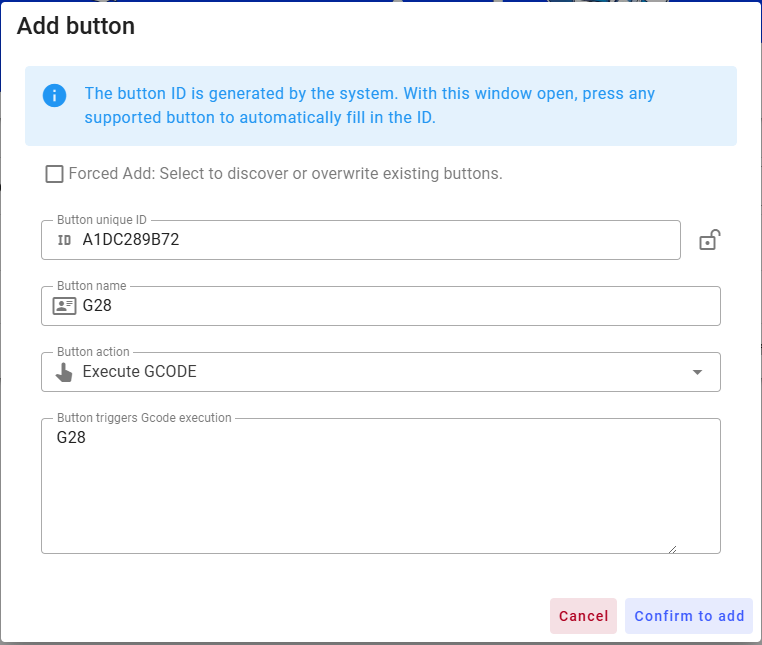 Add button
The button ID is generated by the system. With this window open, press any
supported button to automatically fill in the ID.
Forced Add: Select to discover or overwrite existing buttons.
Button unique ID
ID A1DC289B72
Button name
G28
Button action
Execute GCODE
Button triggers Gcode execution
G28
Cancel Confirm to add